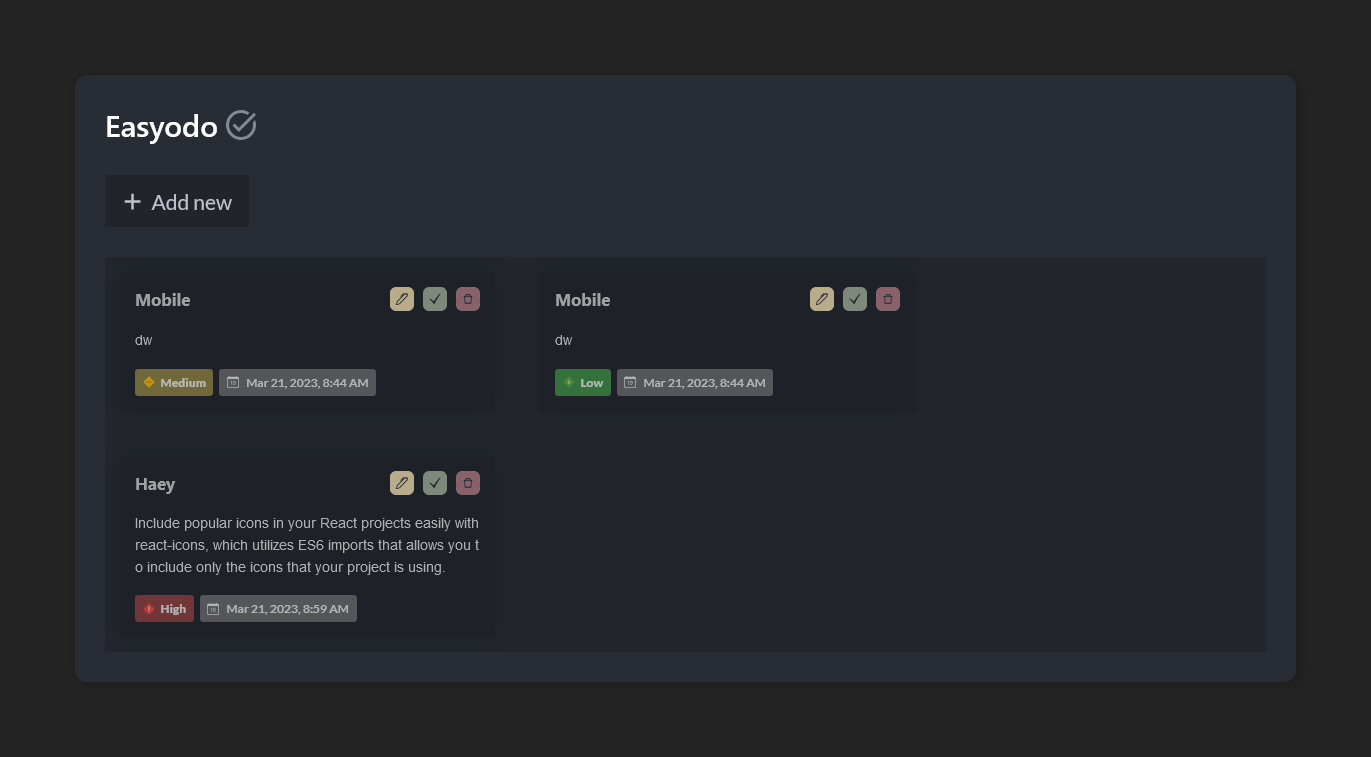 Easyodo
Add new
Mobile
dw
Medium
Mar 21, 2023, 8:44 AM
Mobile
dw
Low
Mar 21, 2023, 8:44 AM
Haey
Include popular icons in your React projects easily with
react-icons, which utilizes ES6 imports that allows you t
o include only the icons that your project is using.
High
Mar 21, 2023, 8:59 AM